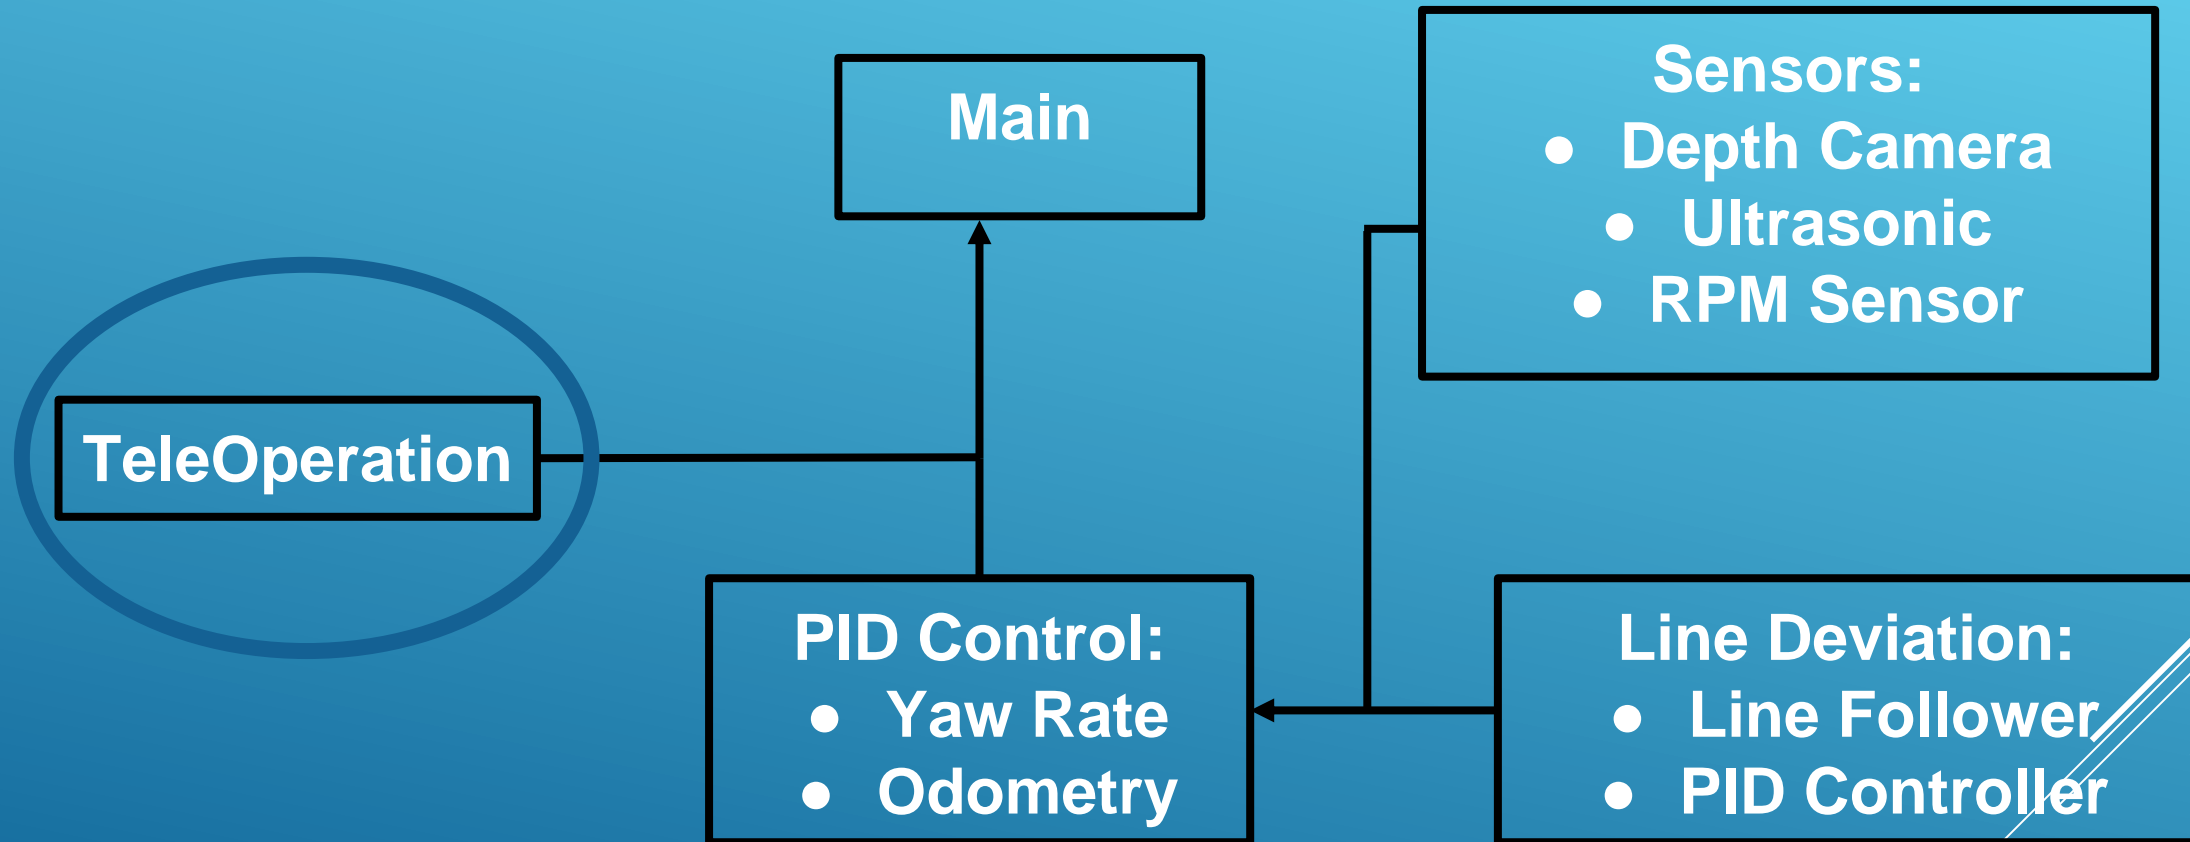 Main
Sensors:
● Depth Camera
● Ultrasonic
● RPM Sensor
TeleOperation
PID Control:
● Yaw Rate
● Odometry
Line Deviation:
● Line Follower
● PID Controller